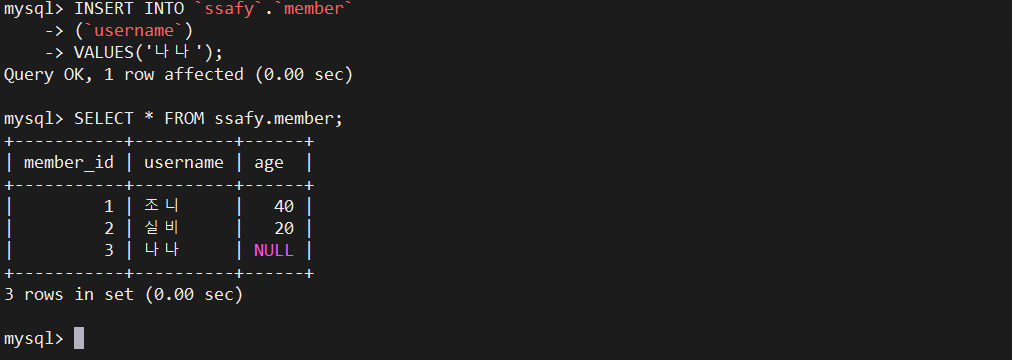 mysql> INSERT INTO `ssafy`.`member`
    -> (`username`)
    -> VALUES('나나');
Query OK, 1 row affected (0.00 sec)

mysql> SELECT * FROM ssafy.member;
+-----------+----------+------+
| member_id | username | age  |
+-----------+----------+------+
|         1 | 조니     |   40 |
|         2 | 실비     |   20 |
|         3 | 나나     | NULL |
+-----------+----------+------+
3 rows in set (0.00 sec)

mysql>